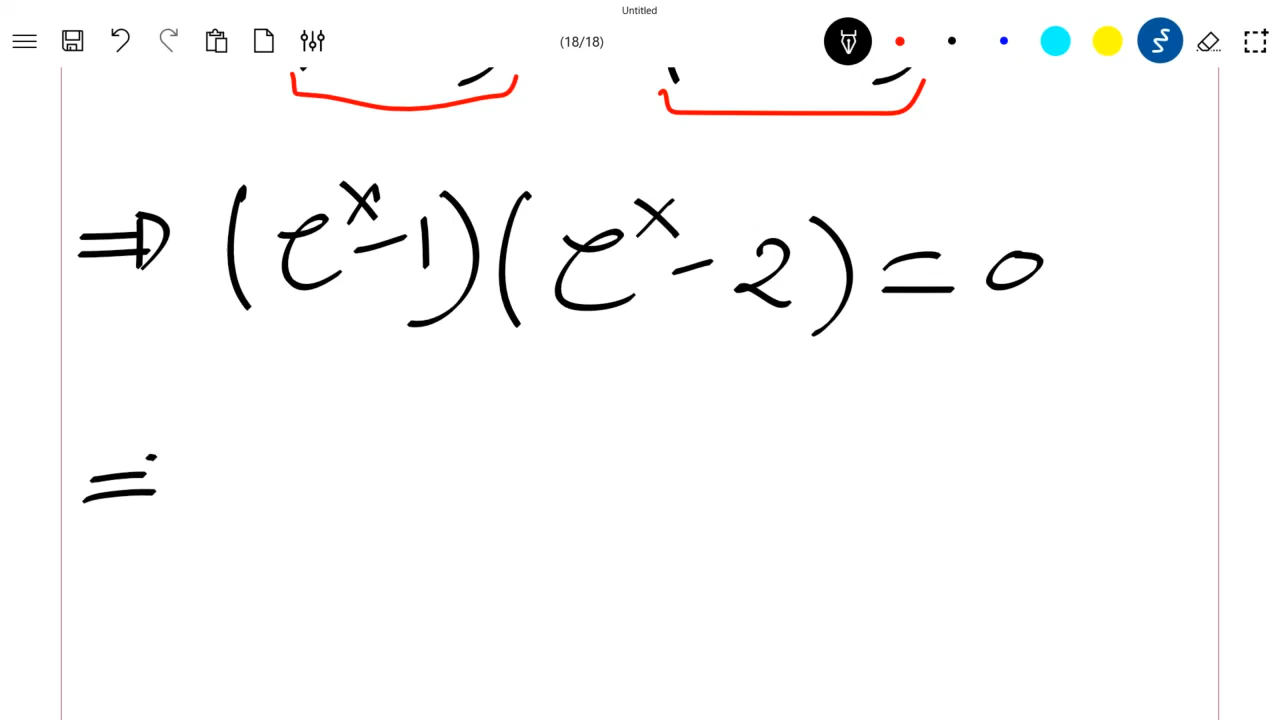 Untitled
(18/18)
⇒ (e^x - 1)(e^x - 2) = 0
=